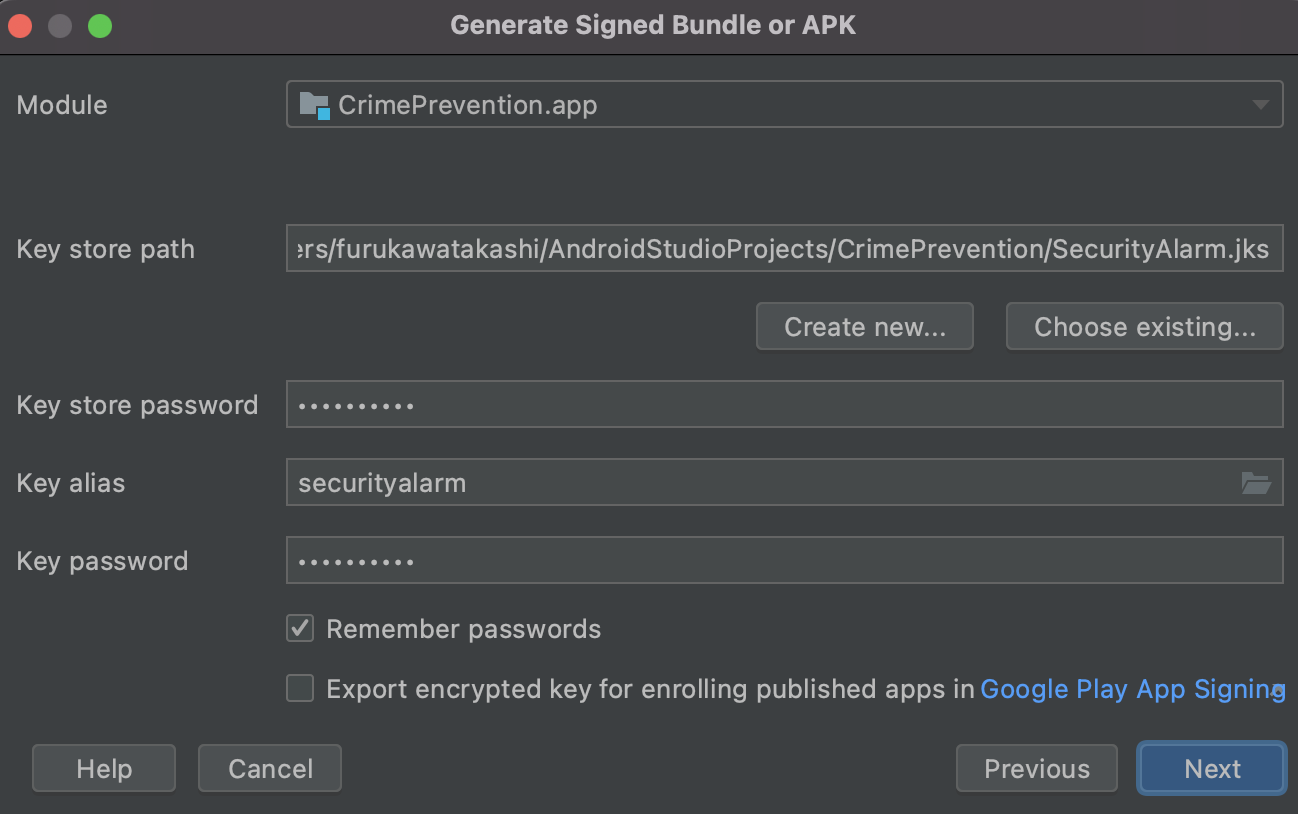 Generate Signed Bundle or APK
Module CrimePrevention.app
Key store path ers/furukawatakashi/AndroidStudioProjects/CrimePrevention/SecurityAlarm.jks
Create new... Choose existing...
Key store password ••••••••••
Key alias securityalarm
Key password ••••••••••
Remember passwords
Export encrypted key for enrolling published apps in Google Play App Signing
Help Cancel Previous Next